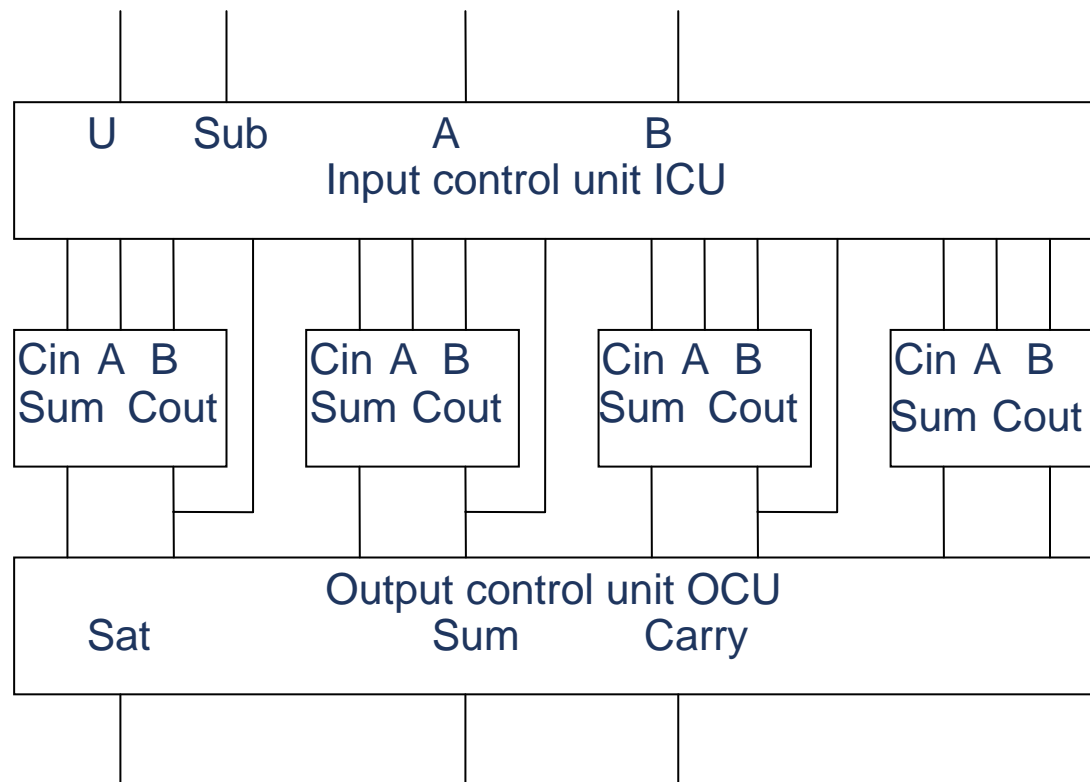 U Sub A B
Input control unit ICU
Cin A B
Sum Cout
Cin A B
Sum Cout
Cin A B
Sum Cout
Cin A B
Sum Cout
Output control unit OCU
Sat Sum Carry